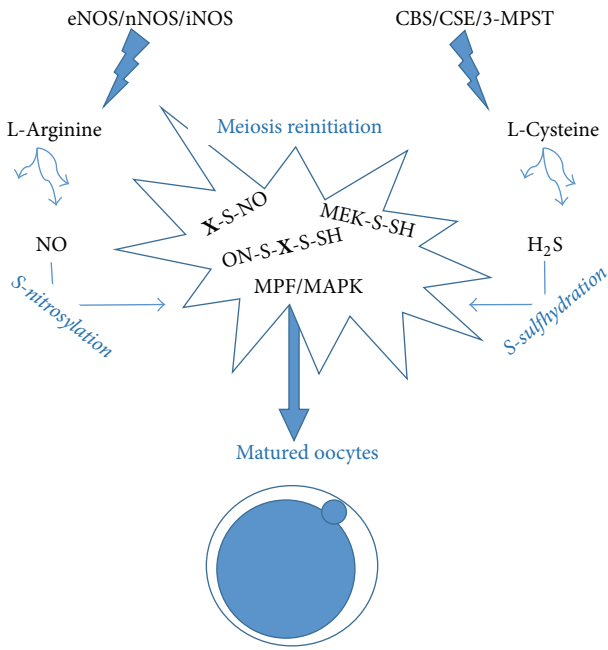 eNOS/nNOS/iNOS
CBS/CSE/3-MPST
L-Arginine
Meiosis reinitiation
L-Cysteine
X-S-NO
MEK-S-SH
ON-S-X-S-SH
NO
H₂S
MPF/MAPK
S-nitrosylation
S-sulfhydration
Matured oocytes